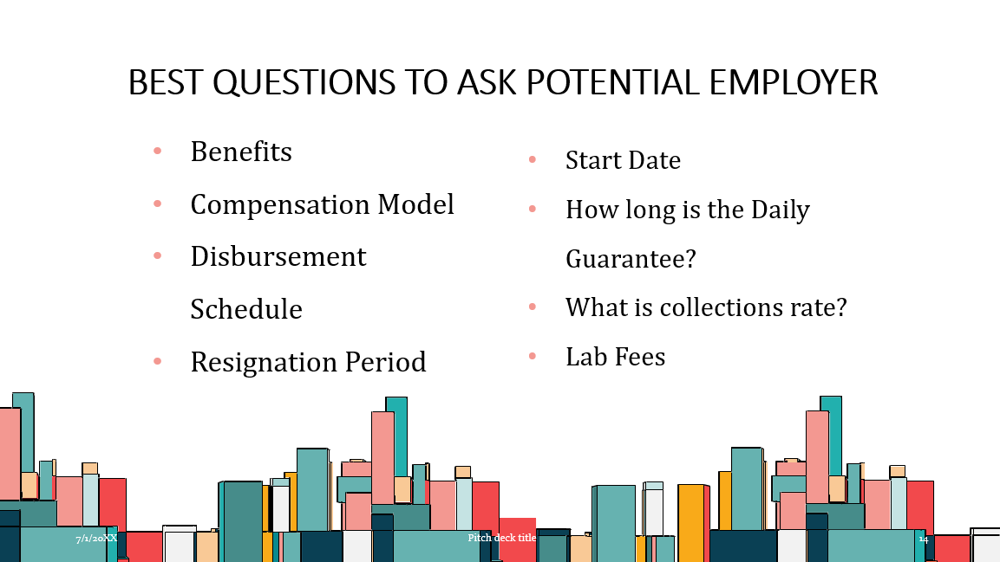 BEST QUESTIONS TO ASK POTENTIAL EMPLOYER
• Benefits
• Compensation Model
• Disbursement
Schedule
• Resignation Period
• Start Date
• How long is the Daily
Guarantee?
• What is collections rate?
• Lab Fees
7/1/20XX
Pitch deck title
14